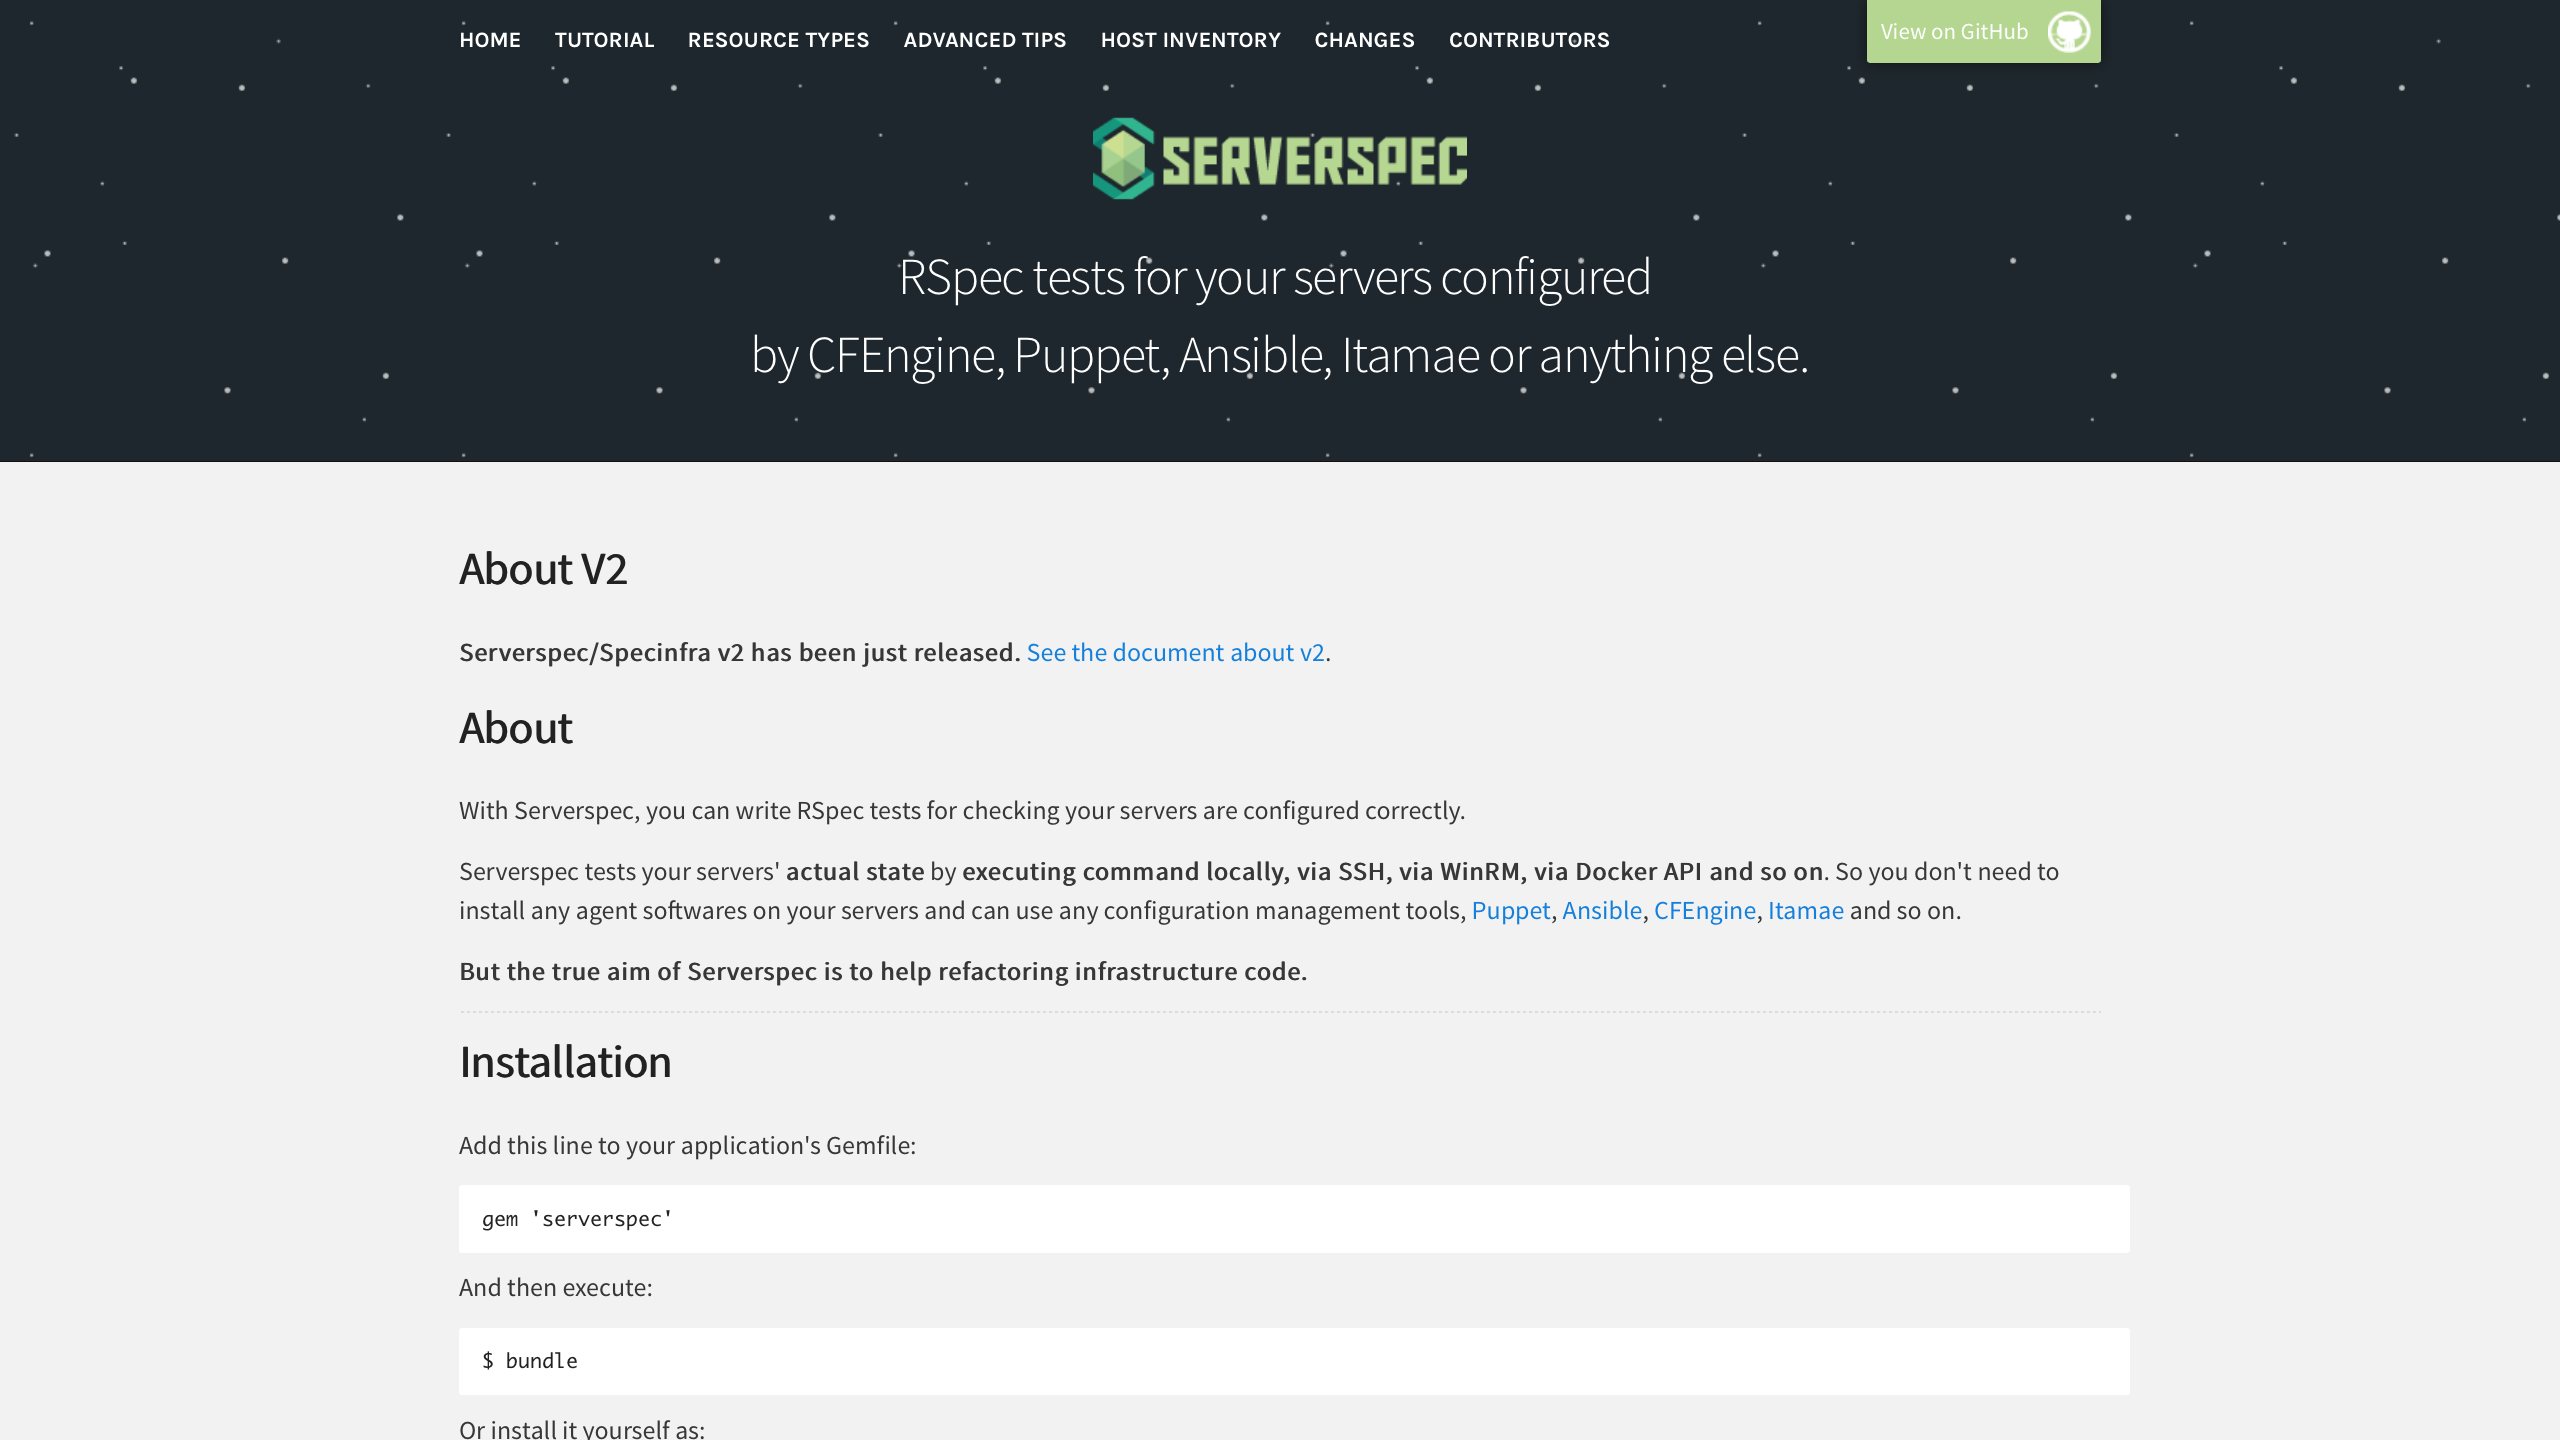 HOME TUTORIAL RESOURCE TYPES ADVANCED TIPS HOST INVENTORY CHANGES CONTRIBUTORS
View on GitHub
SERVERSPEC
RSpec tests for your servers configured
by CFEngine, Puppet, Ansible, Itamae or anything else.
About V2
Serverspec/Specinfra v2 has been just released. See the document about v2.
About
With Serverspec, you can write RSpec tests for checking your servers are configured correctly.
Serverspec tests your servers' actual state by executing command locally, via SSH, via WinRM, via Docker API and so on. So you don't need to
install any agent softwares on your servers and can use any configuration management tools, Puppet, Ansible, CFEngine, Itamae and so on.
But the true aim of Serverspec is to help refactoring infrastructure code.
Installation
Add this line to your application's Gemfile:
gem 'serverspec'
And then execute:
$ bundle
Or install it yourself as: